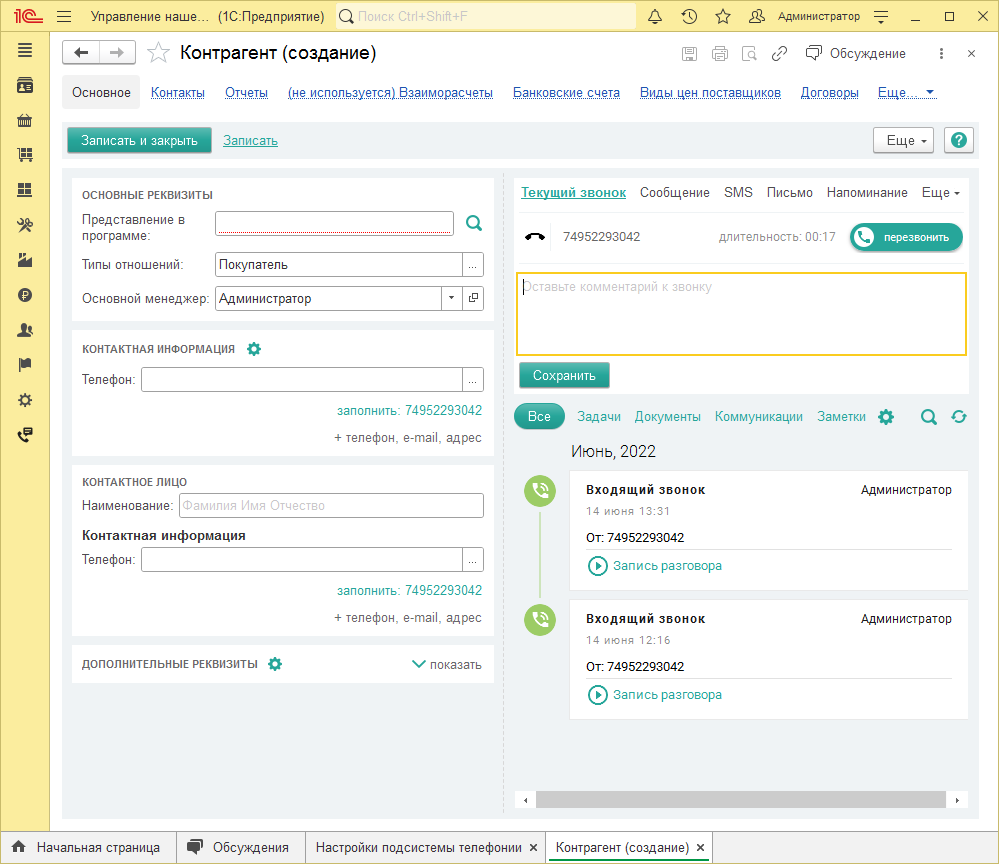 1С Управление наше... (1С:Предприятие) Поиск Ctrl+Shift+F Администратор
Контрагент (создание) Обсуждение
Основное Контакты Отчеты (не используется) Взаиморасчеты Банковские счета Виды цен поставщиков Договоры Еще...
Записать и закрыть Записать Еще ?
ОСНОВНЫЕ РЕКВИЗИТЫ
Представление в
программе:
Типы отношений: Покупатель ...
Основной менеджер: Администратор
КОНТАКТНАЯ ИНФОРМАЦИЯ
Телефон: ...
заполнить: 74952293042
+ телефон, e-mail, адрес
КОНТАКТНОЕ ЛИЦО
Наименование: Фамилия Имя Отчество
Контактная информация
Телефон: ...
заполнить: 74952293042
+ телефон, e-mail, адрес
ДОПОЛНИТЕЛЬНЫЕ РЕКВИЗИТЫ показать
Текущий звонок Сообщение SMS Письмо Напоминание Еще
74952293042 длительность: 00:17 перезвонить
Оставьте комментарий к звонку
Сохранить
Все Задачи Документы Коммуникации Заметки
Июнь, 2022
Входящий звонок Администратор
14 июня 13:31
От: 74952293042
Запись разговора
Входящий звонок Администратор
14 июня 12:16
От: 74952293042
Запись разговора
Начальная страница Обсуждения Настройки подсистемы телефонии × Контрагент (создание) ×